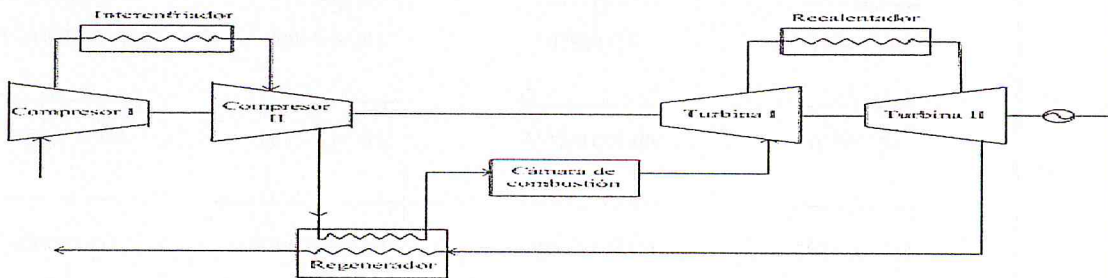 Interenfriador
Recalentador
Compresor I
Compresor
II
Turbina I
Turbina II
Cámara de
combustión
Regenerador